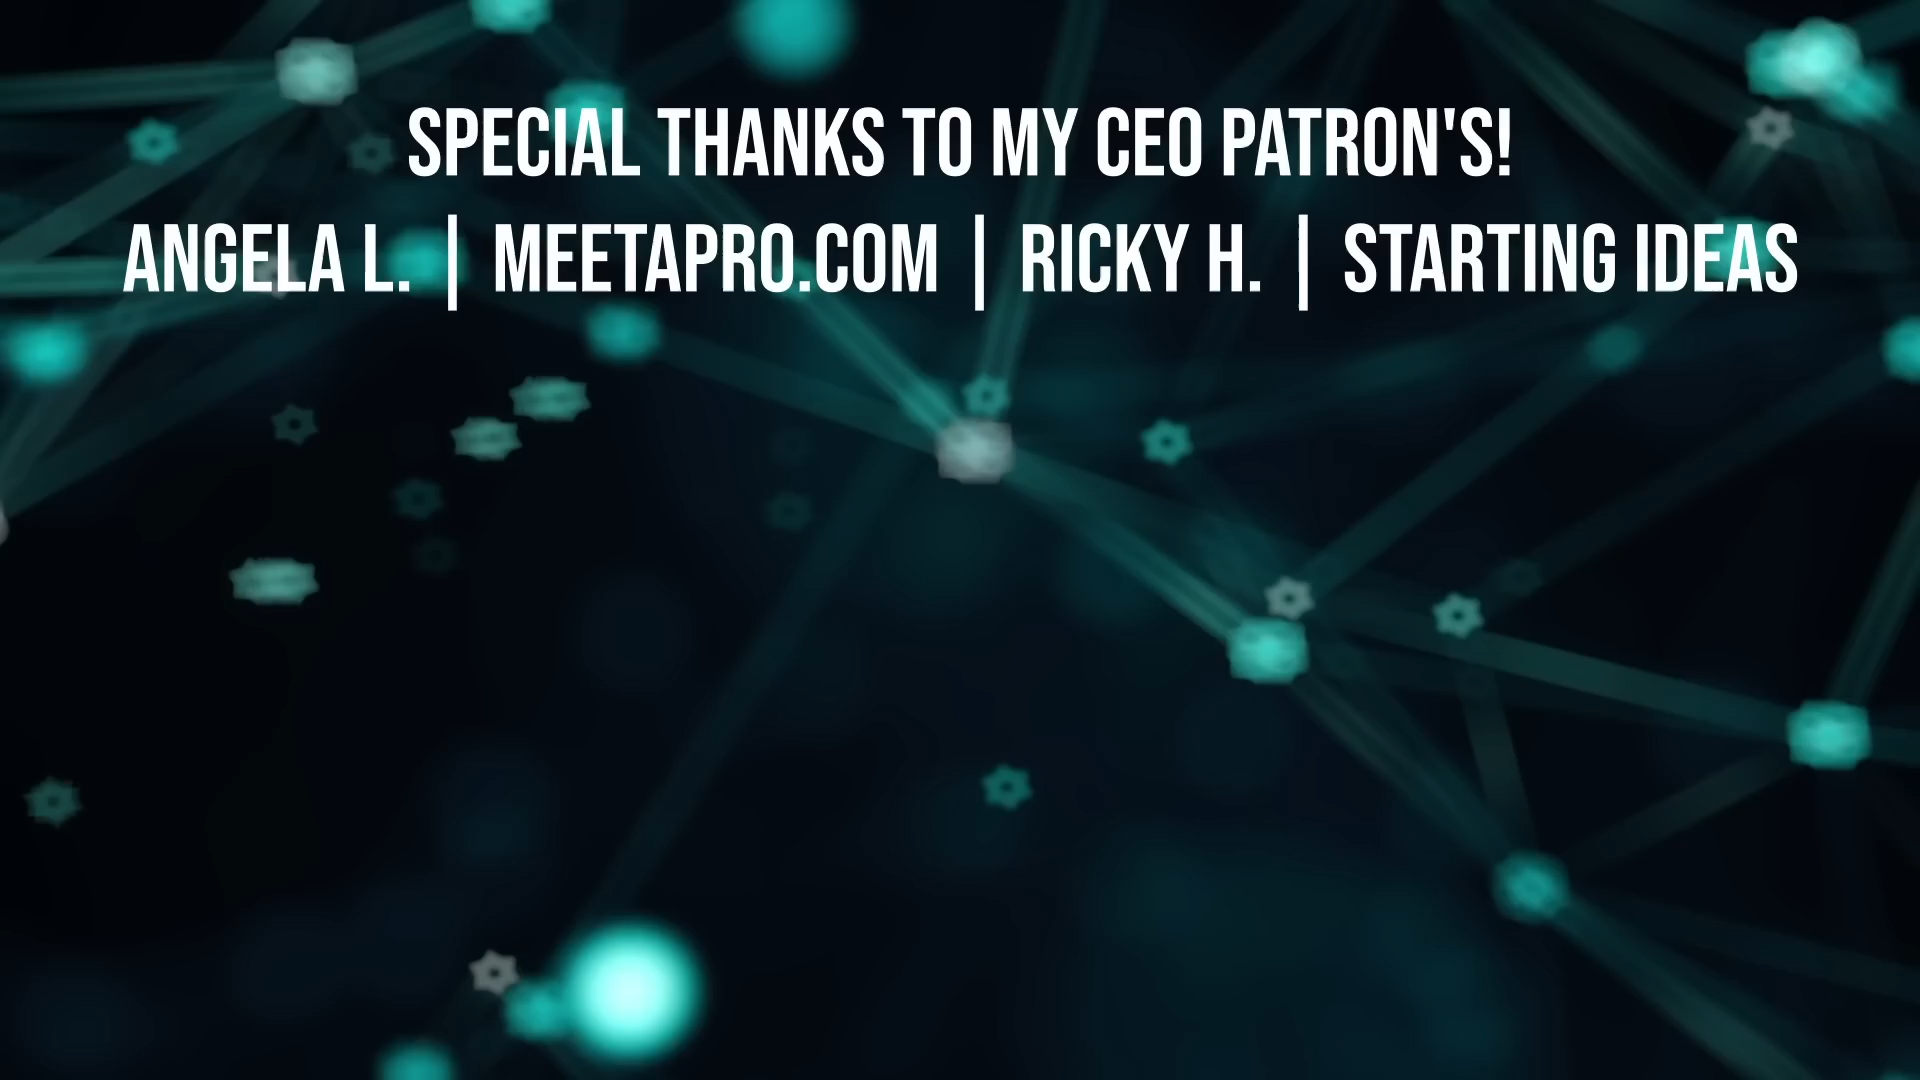 SPECIAL THANKS TO MY CEO PATRON'S!
ANGELA L. | MEETAPRO.COM | RICKY H. | STARTING IDEAS